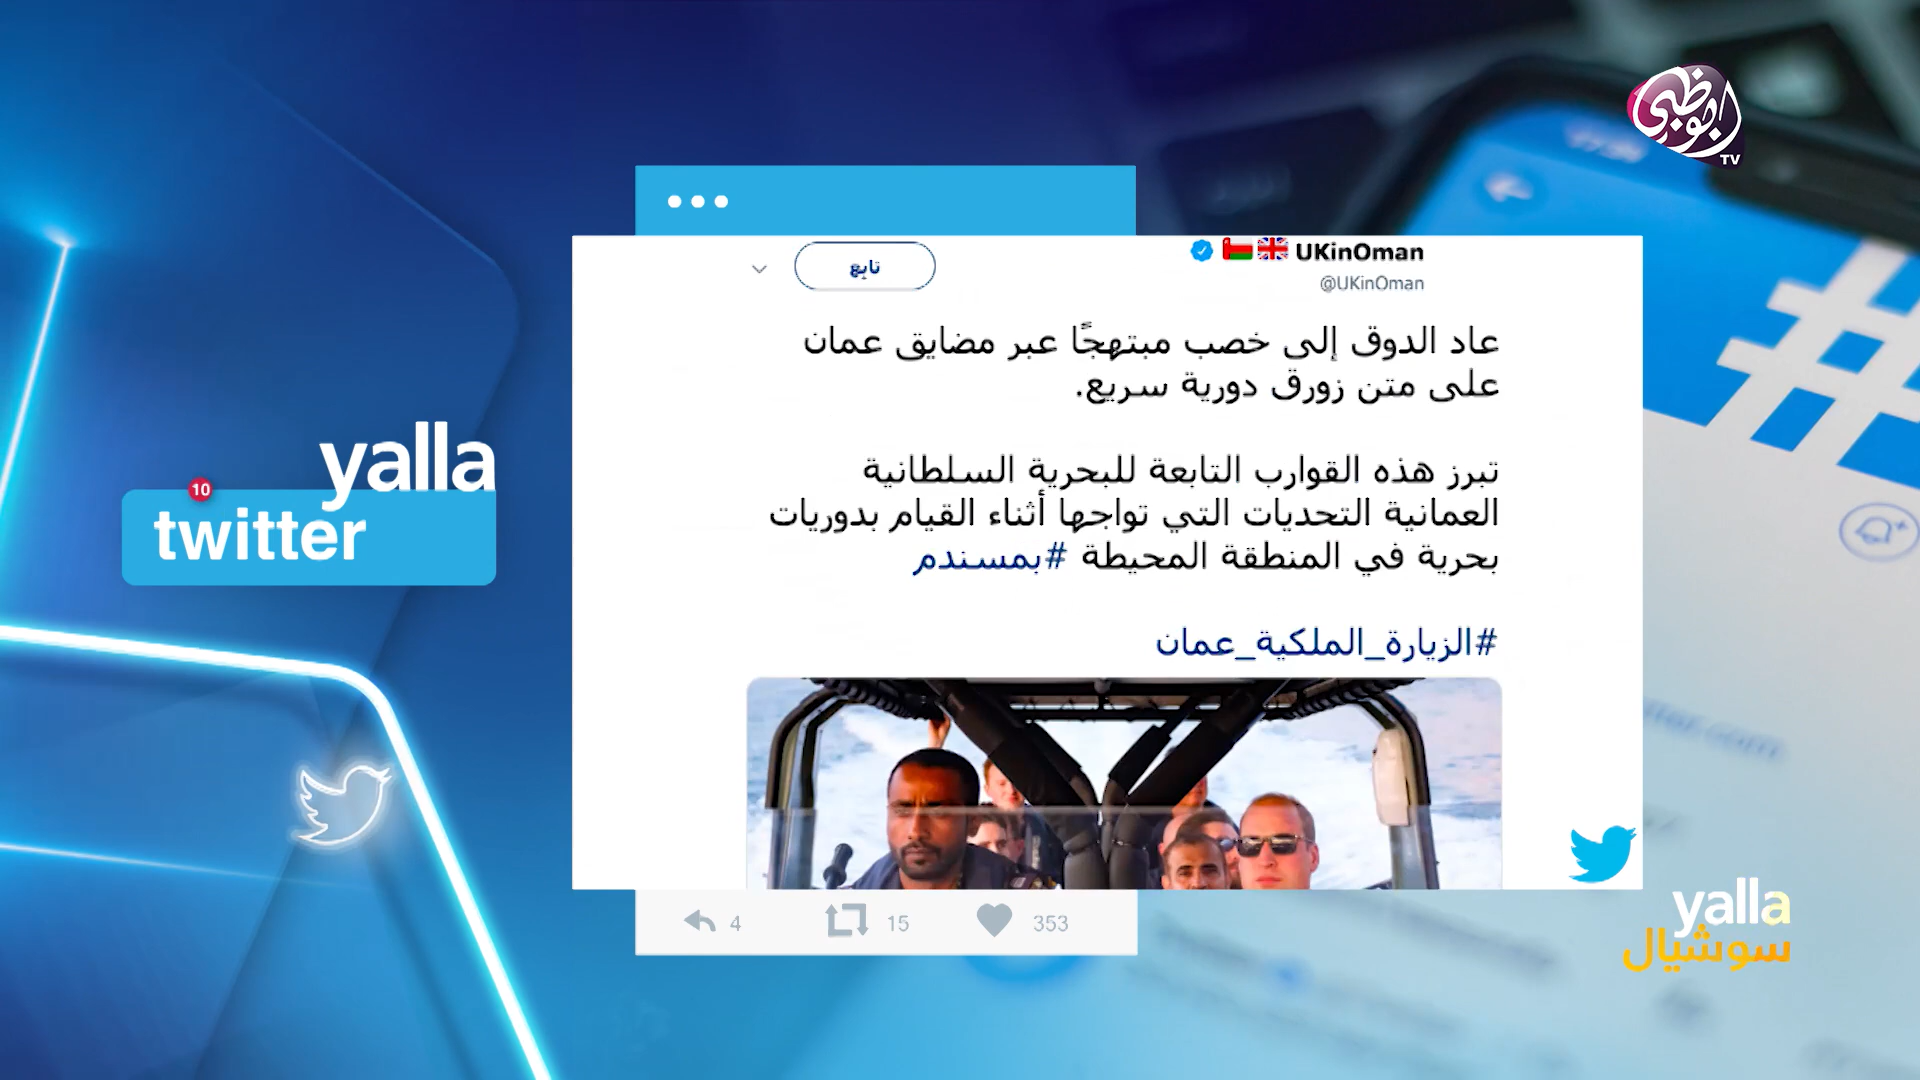 أبوظبي
TV
UKinOman
@UKinOman
تابع
عاد الدوق إلى خصب مبتهجًا عبر مضايق عمان
على متن زورق دورية سريع.
تبرز هذه القوارب التابعة للبحرية السلطانية
العمانية التحديات التي تواجها أثناء القيام بدوريات
بحرية في المنطقة المحيطة #بمسندم
#الزيارة_الملكية_عمان
yalla
10
twitter
4
15
353
yalla
سوشيال